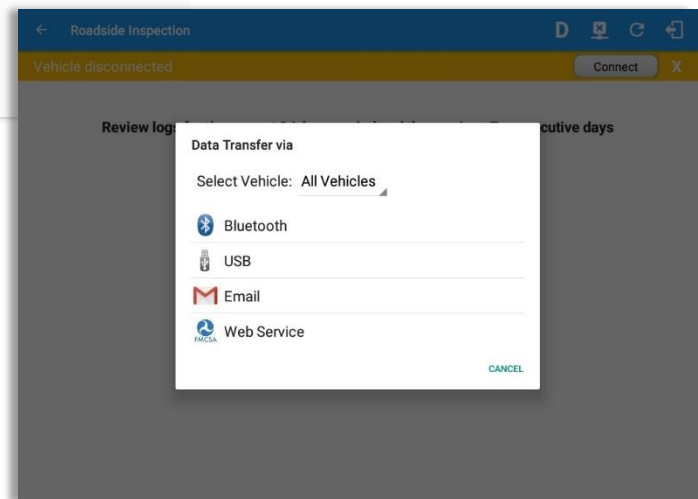 Roadside Inspection D
Vehicle disconnected Connect X
Review logs cutive days
Data Transfer via
Select Vehicle: All Vehicles
Bluetooth
USB
Email
FMCSA Web Service
CANCEL